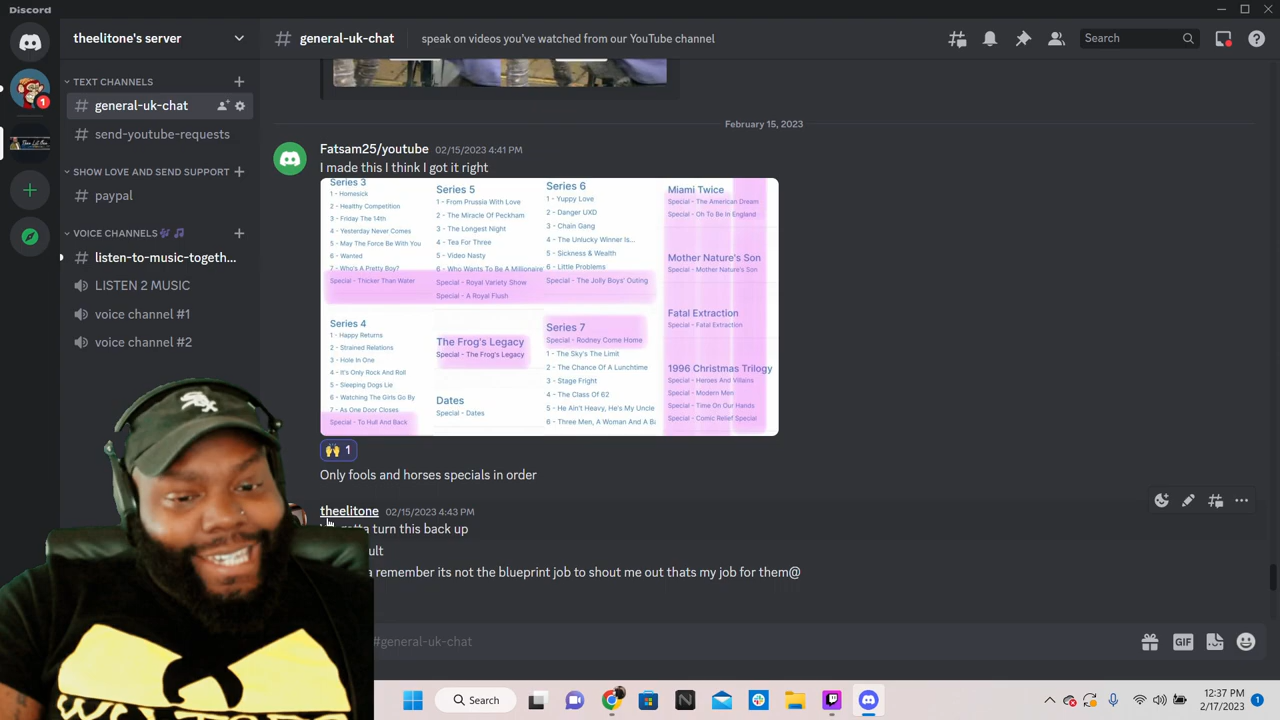 Discord
theelitone's server
general-uk-chat
speak on videos you've watched from our YouTube channel
Search
TEXT CHANNELS
general-uk-chat
send-youtube-requests
SHOW LOVE AND SEND SUPPORT
paypal
VOICE CHANNELS
listen-to-music-togeth...
LISTEN 2 MUSIC
voice channel #1
voice channel #2
1
February 15, 2023
Fatsam25/youtube 02/15/2023 4:41 PM
I made this I think I got it right
Series 3
1 - Homesick
2 - Healthy Competition
3 - Friday The 14th
4 - Yesterday Never Comes
5 - May The Force Be With You
6 - Wanted
7 - Who's A Pretty Boy?
Special - Thicker Than Water
Series 4
1 - Happy Returns
2 - Strained Relations
3 - Hole In One
4 - It's Only Rock And Roll
5 - Sleeping Dogs Lie
6 - Watching The Girls Go By
7 - As One Door Closes
Special - To Hull And Back
Series 5
1 - From Prussia With Love
2 - The Miracle Of Peckham
3 - The Longest Night
4 - Tea For Three
5 - Video Nasty
6 - Who Wants To Be A Millionaire
Special - Royal Variety Show
Special - A Royal Flush
The Frog's Legacy
Special - The Frog's Legacy
Dates
Special - Dates
Series 6
1 - Yuppy Love
2 - Danger UXD
3 - Chain Gang
4 - The Unlucky Winner Is...
5 - Sickness & Wealth
6 - Little Problems
Special - The Jolly Boys' Outing
Series 7
Special - Rodney Come Home
1 - The Sky's The Limit
2 - The Chance Of A Lunchtime
3 - Stage Fright
4 - The Class Of 62
5 - He Ain't Heavy, He's My Uncle
6 - Three Men, A Woman And A Ba
Miami Twice
Special - The American Dream
Special - Oh To Be In England
Mother Nature's Son
Special - Mother Nature's Son
Fatal Extraction
Special - Fatal Extraction
1996 Christmas Trilogy
Special - Heroes And Villains
Special - Modern Men
Special - Time On Our Hands
Special - Comic Relief Special
1
Only fools and horses specials in order
theelitone 02/15/2023 4:43 PM
gotta turn this back up
ult
a remember its not the blueprint job to shout me out thats my job for them@
#general-uk-chat
Search
12:37 PM
2/17/2023
1